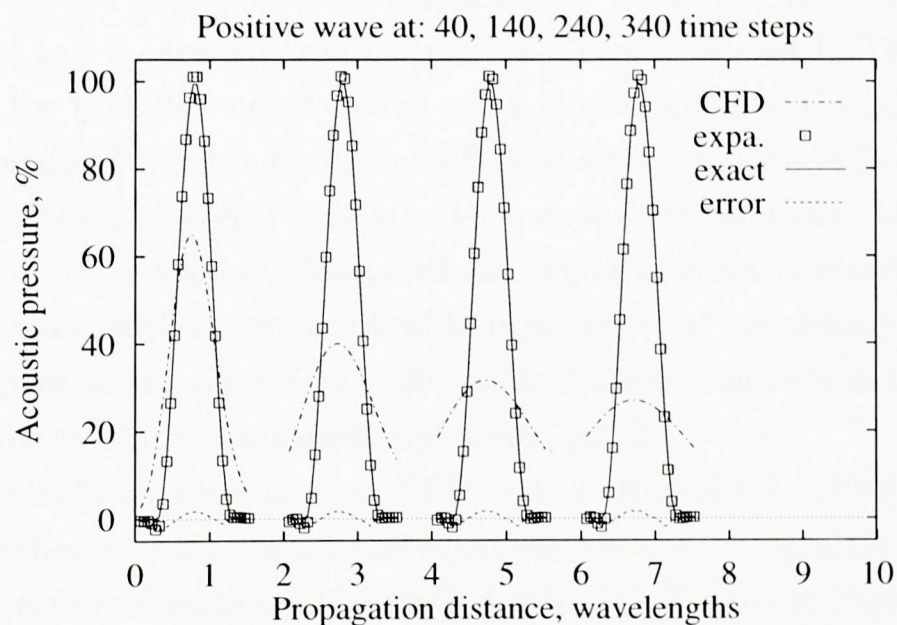 Positive wave at: 40, 140, 240, 340 time steps
100
80
60
40
20
0
Acoustic pressure, %
CFD
expa.
exact
error
0 1 2 3 4 5 6 7 8 9 10
Propagation distance, wavelengths